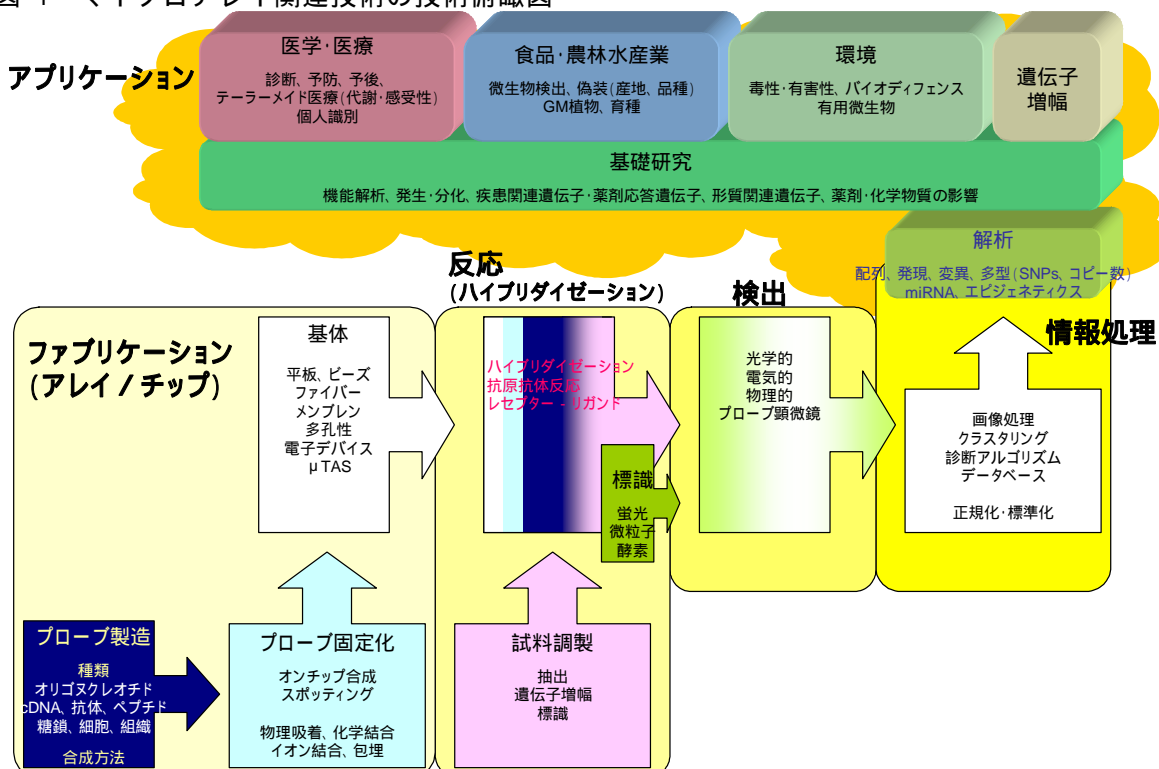 図 1 マイクロアレイ関連技術の技術俯瞰図
アプリケーション
医学･医療
診断、予防、予後、
テーラーメイド医療(代謝･感受性)
個人識別
食品･農林水産業
微生物検出、偽装(産地、品種)
GM植物、育種
環境
毒性･有害性、バイオディフェンス
有用微生物
遺伝子
増幅
基礎研究
機能解析、発生･分化、疾患関連遺伝子･薬剤応答遺伝子、形質関連遺伝子、薬剤･化学物質の影響
解析
配列、発現、変異、多型(SNPs、コピー数)
miRNA、エピジェネティクス
情報処理
画像処理
クラスタリング
診断アルゴリズム
データベース
正規化･標準化
検出
光学的
電気的
物理的
プローブ顕微鏡
反応
(ハイブリダイゼーション)
ハイブリダイゼーション
抗原抗体反応
レセプター - リガンド
標識
蛍光
微粒子
酵素
試料調製
抽出
遺伝子増幅
標識
ファブリケーション
(アレイ / チップ)
基体
平板、ビーズ
ファイバー
メンブレン
多孔性
電子デバイス
μTAS
プローブ固定化
オンチップ合成
スポッティング
物理吸着、化学結合
イオン結合、包埋
プローブ製造
種類
オリゴヌクレオチド
cDNA、抗体、ペプチド
糖鎖、細胞、組織
合成方法